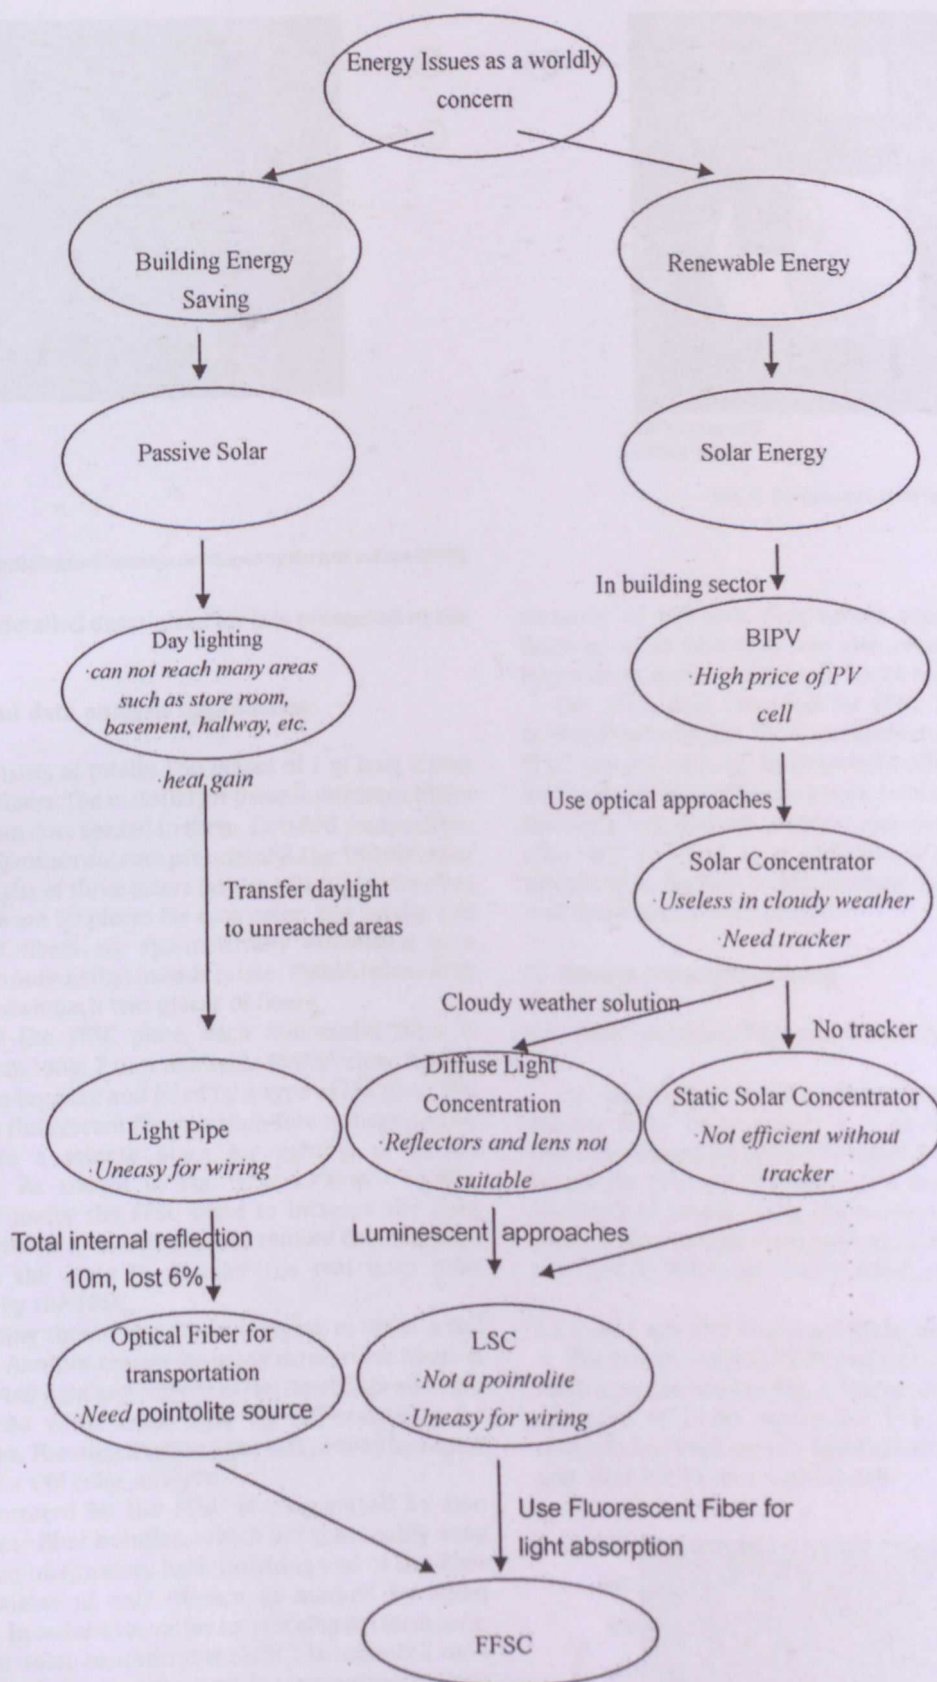 Energy Issues as a worldly
concern
Building Energy
Saving
Renewable Energy
Passive Solar
Solar Energy
In building sector
Day lighting
·can not reach many areas
such as store room,
basement, hallway, etc.
·heat gain
BIPV
·High price of PV
cell
Use optical approaches
Transfer daylight
to unreached areas
Solar Concentrator
·Useless in cloudy weather
·Need tracker
Cloudy weather solution
No tracker
Light Pipe
·Uneasy for wiring
Diffuse Light
Concentration
·Reflectors and lens not
suitable
Static Solar Concentrator
·Not efficient without
tracker
Total internal reflection
10m, lost 6%
Luminescent approaches
Optical Fiber for
transportation
·Need pointolite source
LSC
·Not a pointolite
·Uneasy for wiring
Use Fluorescent Fiber for
light absorption
FFSC